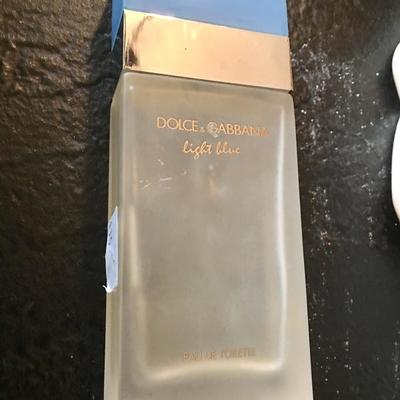 DOLCE & GABBANA
light blue
EAU DE TOILETTE